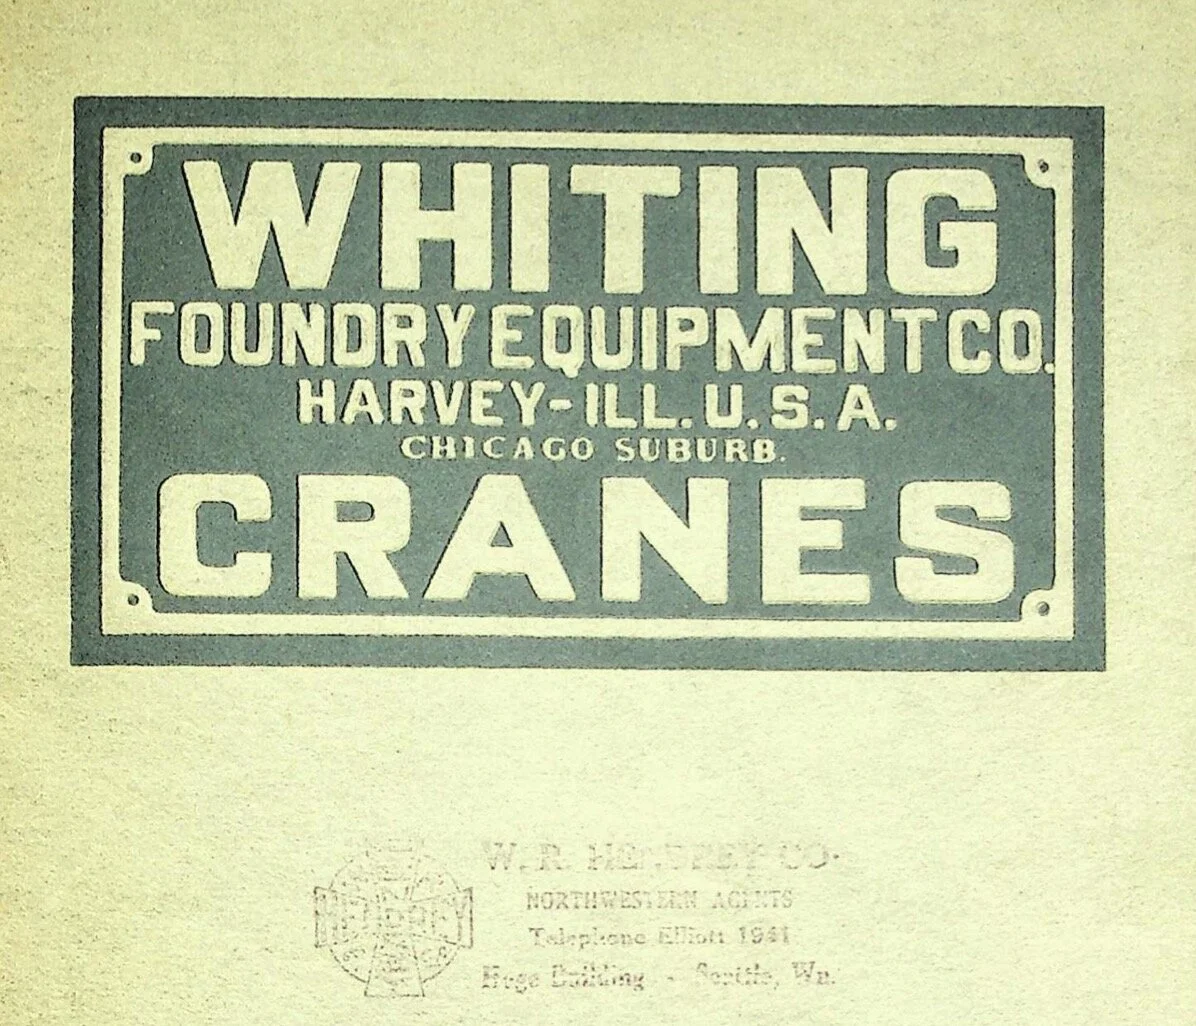 WHITING
FOUNDRY EQUIPMENT CO.
HARVEY-ILL. U. S. A.
CHICAGO SUBURB.
CRANES
W. R. HENDREY CO.
NORTHWESTERN AGENTS
Telephone Elliott 1941
Hoge Building - Seattle, Wn.